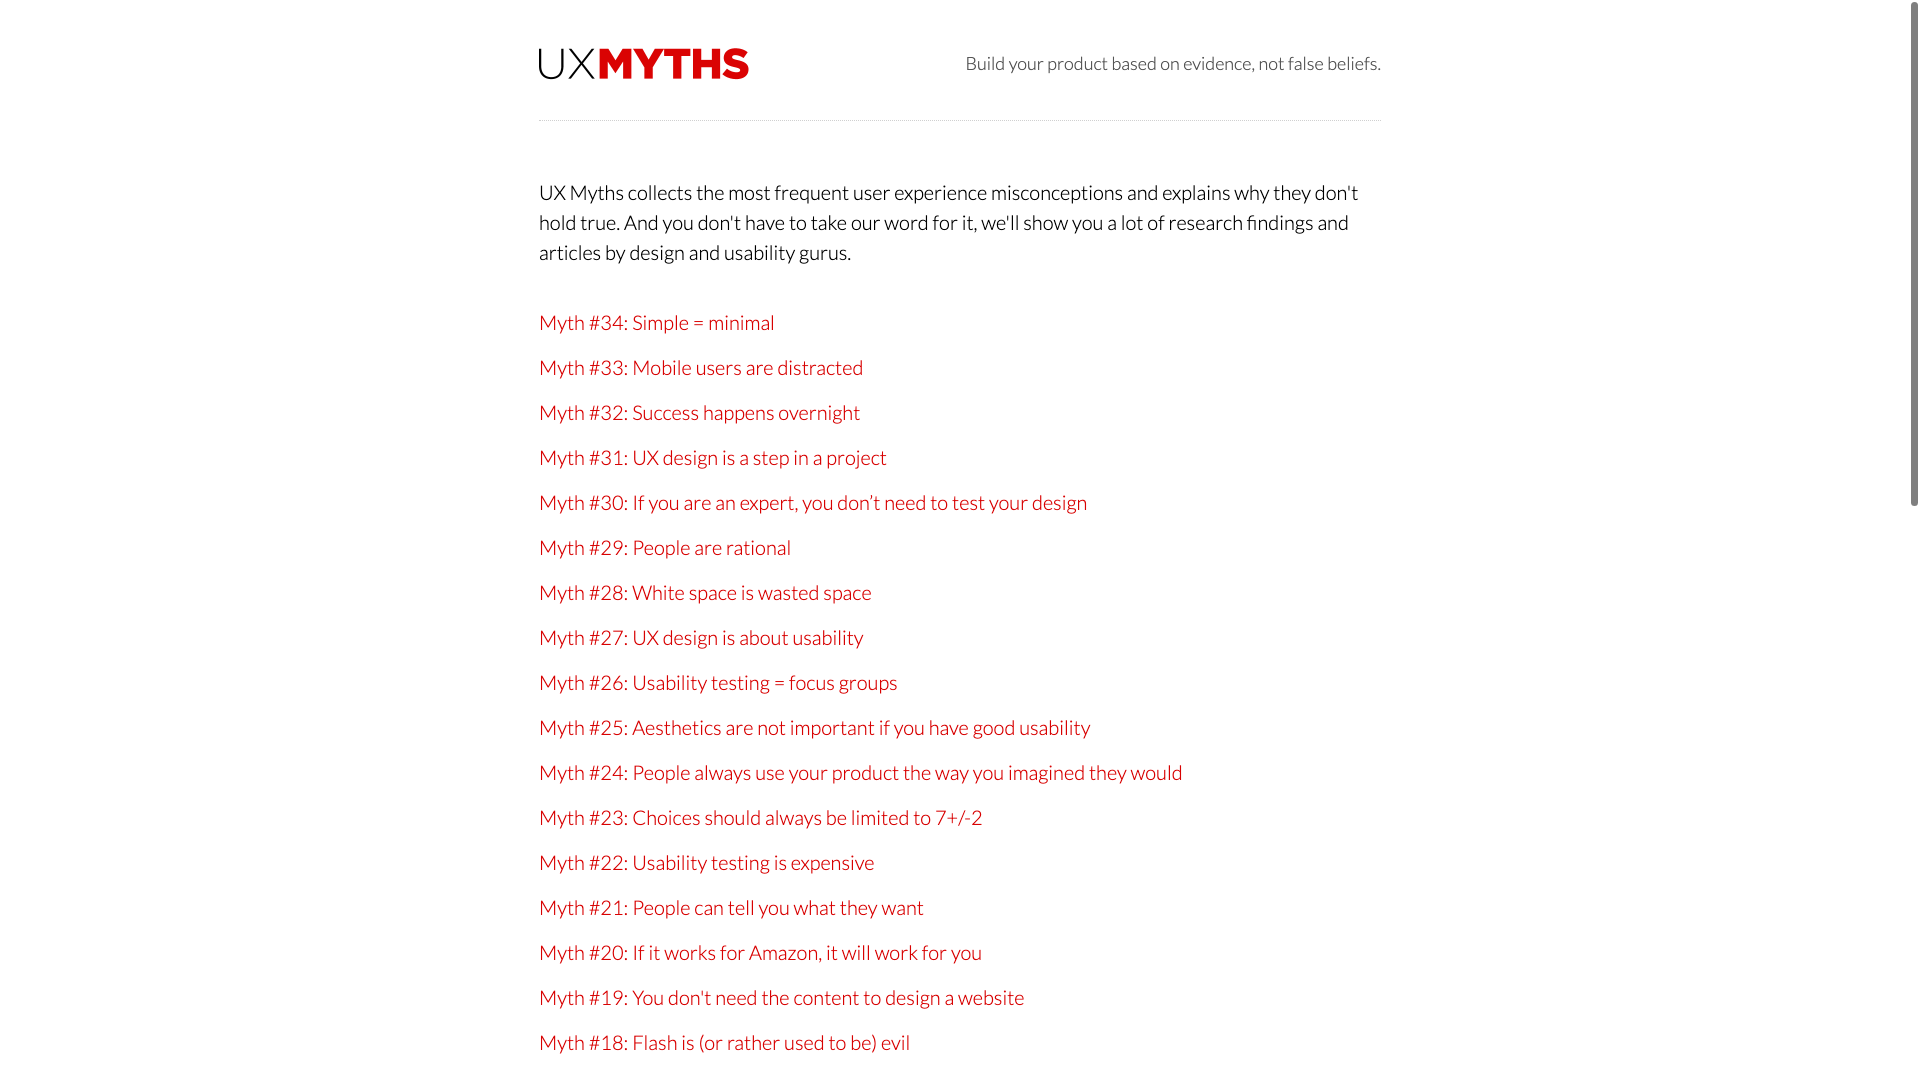 UXMYTHS
Build your product based on evidence, not false beliefs.
UX Myths collects the most frequent user experience misconceptions and explains why they don't
hold true. And you don't have to take our word for it, we'll show you a lot of research findings and
articles by design and usability gurus.
Myth #34: Simple = minimal
Myth #33: Mobile users are distracted
Myth #32: Success happens overnight
Myth #31: UX design is a step in a project
Myth #30: If you are an expert, you don’t need to test your design
Myth #29: People are rational
Myth #28: White space is wasted space
Myth #27: UX design is about usability
Myth #26: Usability testing = focus groups
Myth #25: Aesthetics are not important if you have good usability
Myth #24: People always use your product the way you imagined they would
Myth #23: Choices should always be limited to 7+/-2
Myth #22: Usability testing is expensive
Myth #21: People can tell you what they want
Myth #20: If it works for Amazon, it will work for you
Myth #19: You don't need the content to design a website
Myth #18: Flash is (or rather used to be) evil